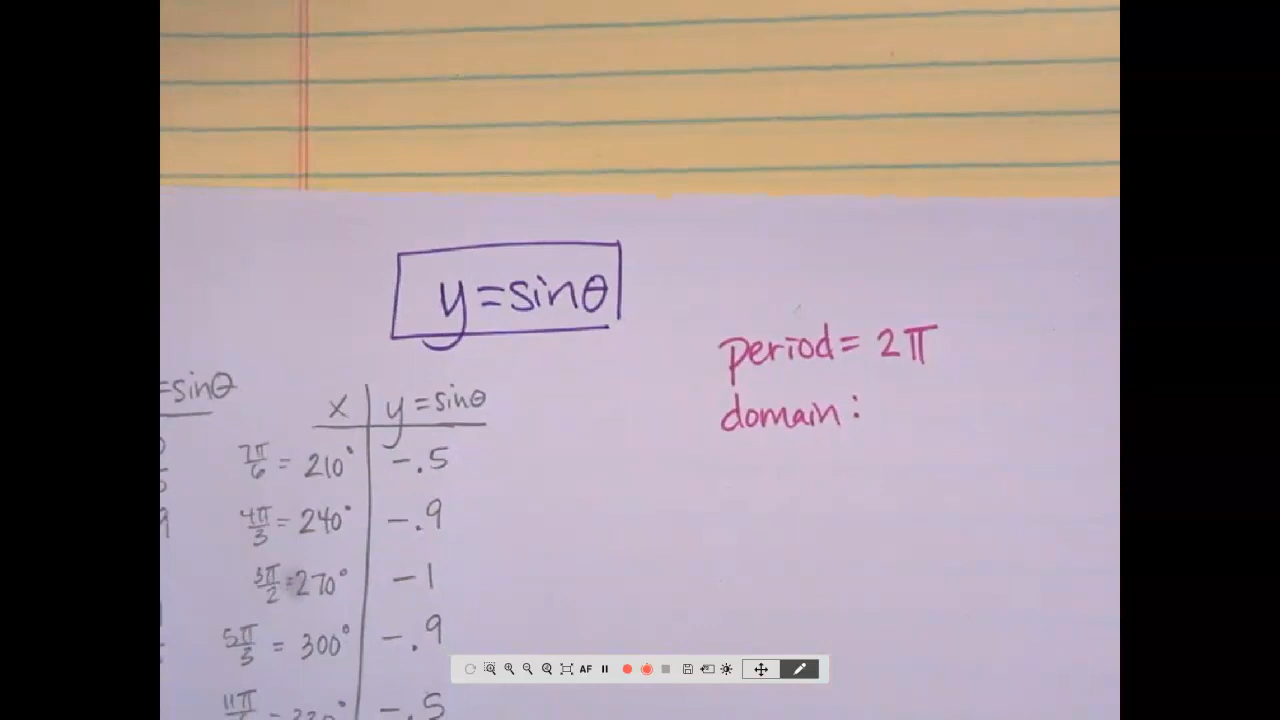 y=sinθ
period= 2π
domain:
=sinθ
x y=sinθ
7π/6 = 210° -.5
4π/3 = 240° -.9
3π/2 = 270° -1
5π/3 = 300° -.9
-.5
AF